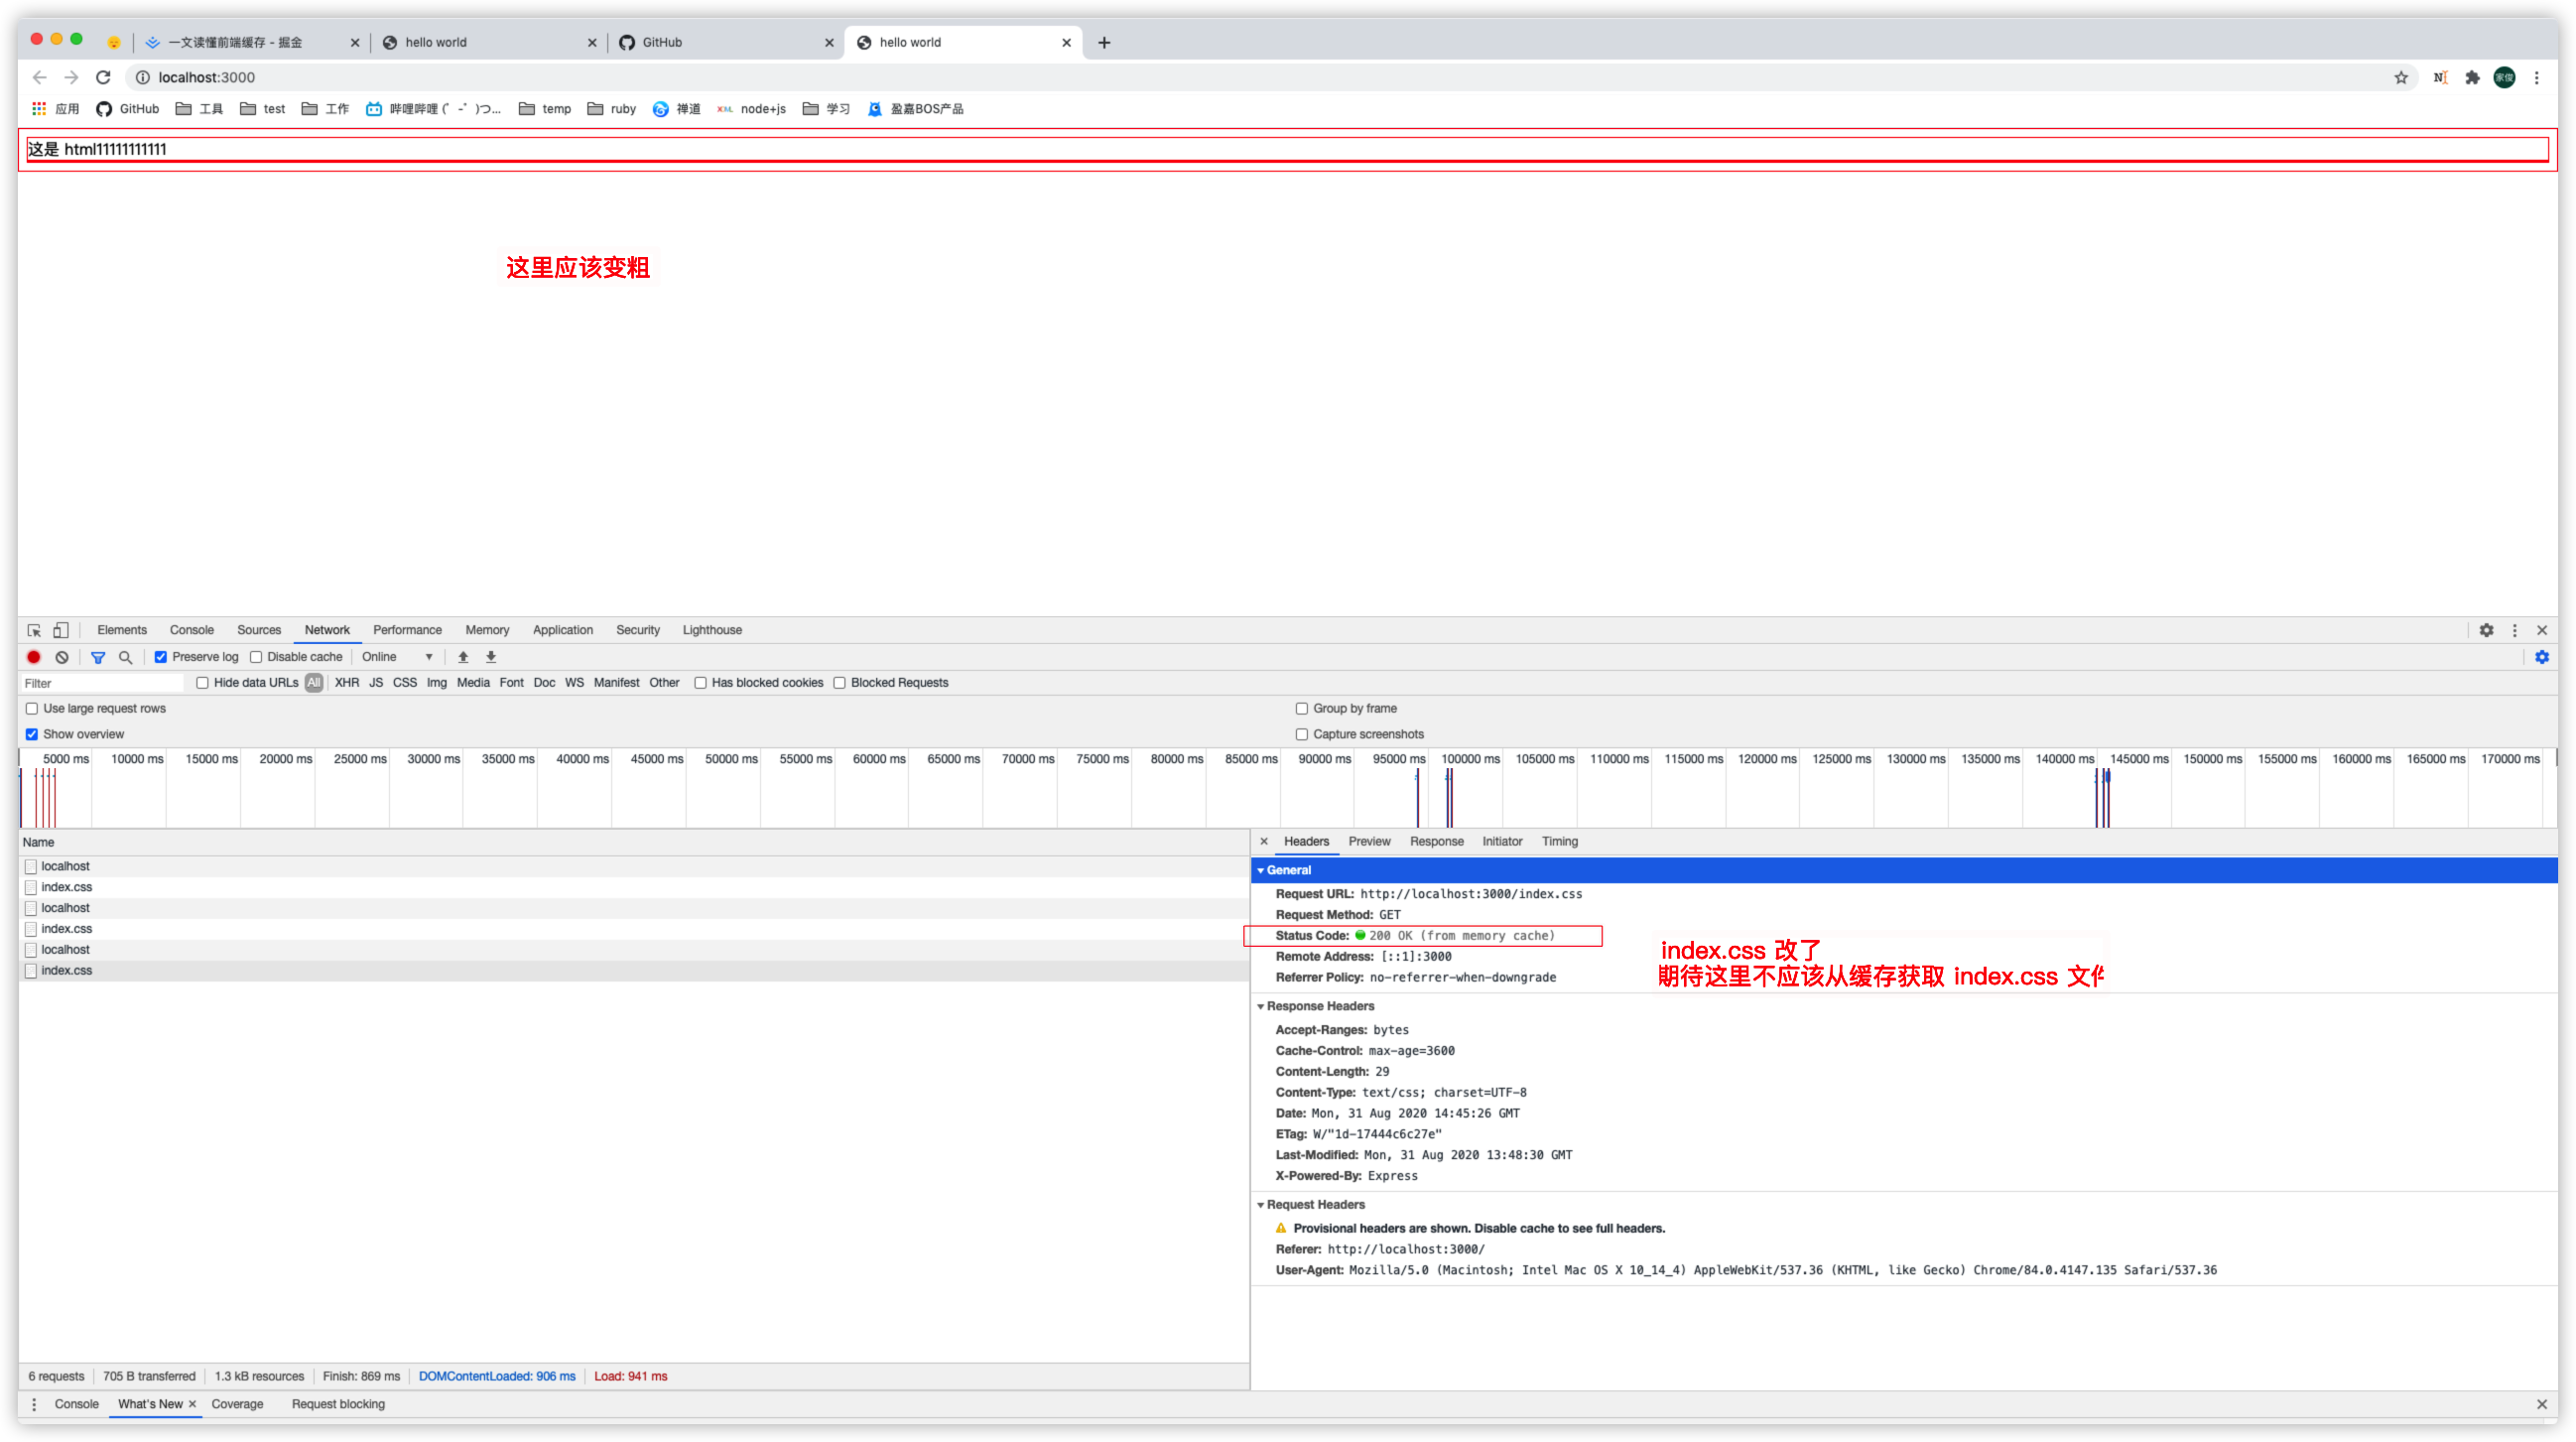 一文读懂前端缓存 - 掘金
hello world
GitHub
hello world
localhost:3000
应用
GitHub
工具
test
工作
哔哩哔哩 (゜-゜)つ...
temp
ruby
禅道
node+js
学习
盈嘉BOS产品
这是 html11111111111
这里应该变粗
Elements Console Sources Network Performance Memory Application Security Lighthouse
Preserve log Disable cache Online
Filter Hide data URLs All XHR JS CSS Img Media Font Doc WS Manifest Other Has blocked cookies Blocked Requests
Use large request rows Group by frame
Show overview Capture screenshots
5000 ms 10000 ms 15000 ms 20000 ms 25000 ms 30000 ms 35000 ms 40000 ms 45000 ms 50000 ms 55000 ms 60000 ms 65000 ms 70000 ms 75000 ms 80000 ms 85000 ms 90000 ms 95000 ms 100000 ms 105000 ms 110000 ms 115000 ms 120000 ms 125000 ms 130000 ms 135000 ms 140000 ms 145000 ms 150000 ms 155000 ms 160000 ms 165000 ms 170000 ms
Name
localhost
index.css
localhost
index.css
localhost
index.css
Headers Preview Response Initiator Timing
General
Request URL: http://localhost:3000/index.css
Request Method: GET
Status Code: 200 OK (from memory cache)
Remote Address: [::1]:3000
Referrer Policy: no-referrer-when-downgrade
index.css 改了
期待这里不应该从缓存获取 index.css 文件
Response Headers
Accept-Ranges: bytes
Cache-Control: max-age=3600
Content-Length: 29
Content-Type: text/css; charset=UTF-8
Date: Mon, 31 Aug 2020 14:45:26 GMT
ETag: W/"1d-17444c6c27e"
Last-Modified: Mon, 31 Aug 2020 13:48:30 GMT
X-Powered-By: Express
Request Headers
Provisional headers are shown. Disable cache to see full headers.
Referer: http://localhost:3000/
User-Agent: Mozilla/5.0 (Macintosh; Intel Mac OS X 10_14_4) AppleWebKit/537.36 (KHTML, like Gecko) Chrome/84.0.4147.135 Safari/537.36
6 requests 705 B transferred 1.3 kB resources Finish: 869 ms DOMContentLoaded: 906 ms Load: 941 ms
Console What's New Coverage Request blocking